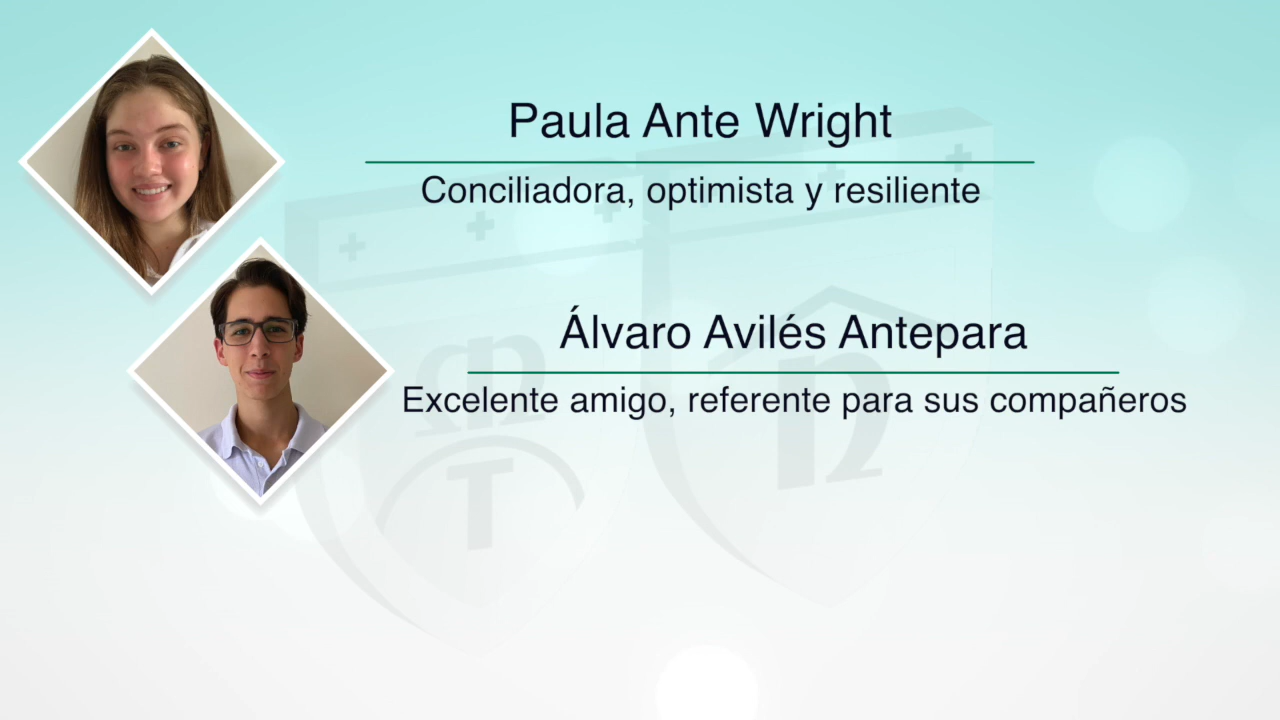 Paula Ante Wright
Conciliadora, optimista y resiliente
Álvaro Avilés Antepara
Excelente amigo, referente para sus compañeros